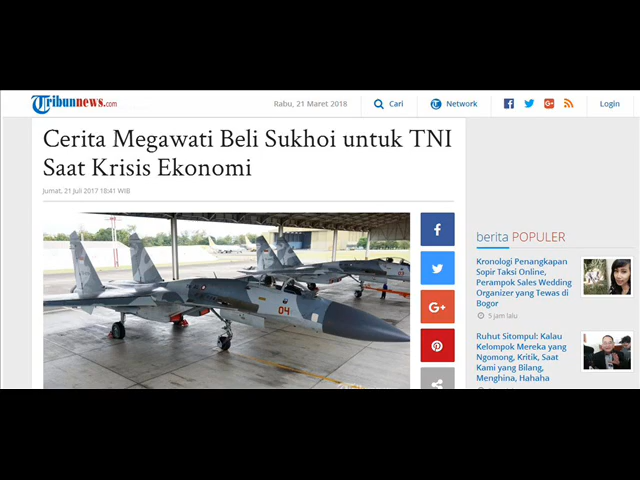 Tribunnews.com
Rabu, 21 Maret 2018
Cari
Network
Login
Cerita Megawati Beli Sukhoi untuk TNI
Saat Krisis Ekonomi
Jumat, 21 Juli 2017 18:41 WIB
04
berita POPULER
Kronologi Penangkapan
Sopir Taksi Online,
Perampok Sales Wedding
Organizer yang Tewas di
Bogor
5 jam lalu
Ruhut Sitompul: Kalau
Kelompok Mereka yang
Ngomong, Kritik, Saat
Kami yang Bilang,
Menghina, Hahaha